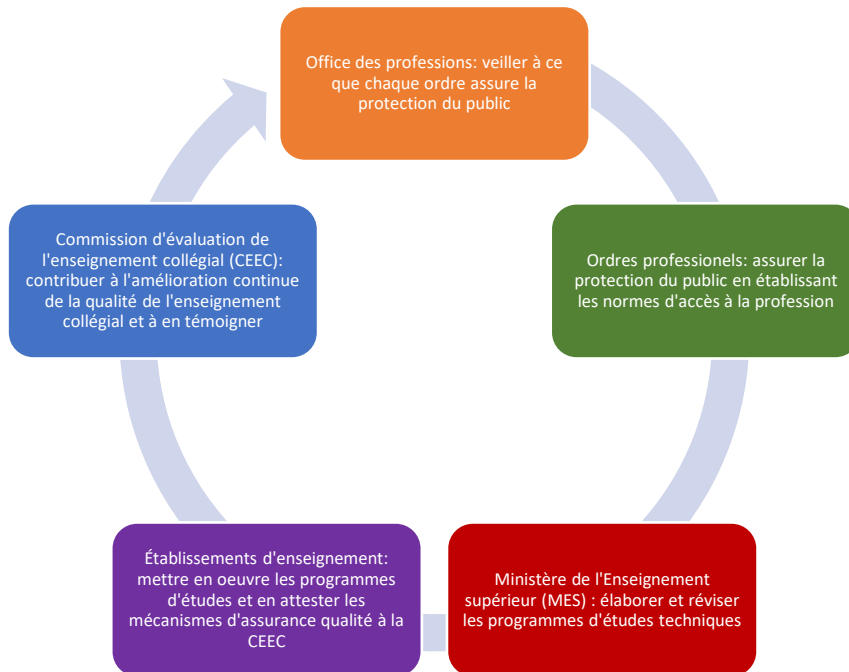 Office des professions: veiller à ce
que chaque ordre assure la
protection du public
Ordres professionels: assurer la
protection du public en établissant
les normes d'accès à la profession
Ministère de l'Enseignement
supérieur (MES) : élaborer et réviser
les programmes d'études techniques
Établissements d'enseignement:
mettre en oeuvre les programmes
d'études et en attester les
mécanismes d'assurance qualité à la
CEEC
Commission d'évaluation de
l'enseignement collégial (CEEC):
contribuer à l'amélioration continue
de la qualité de l'enseignement
collégial et à en témoigner